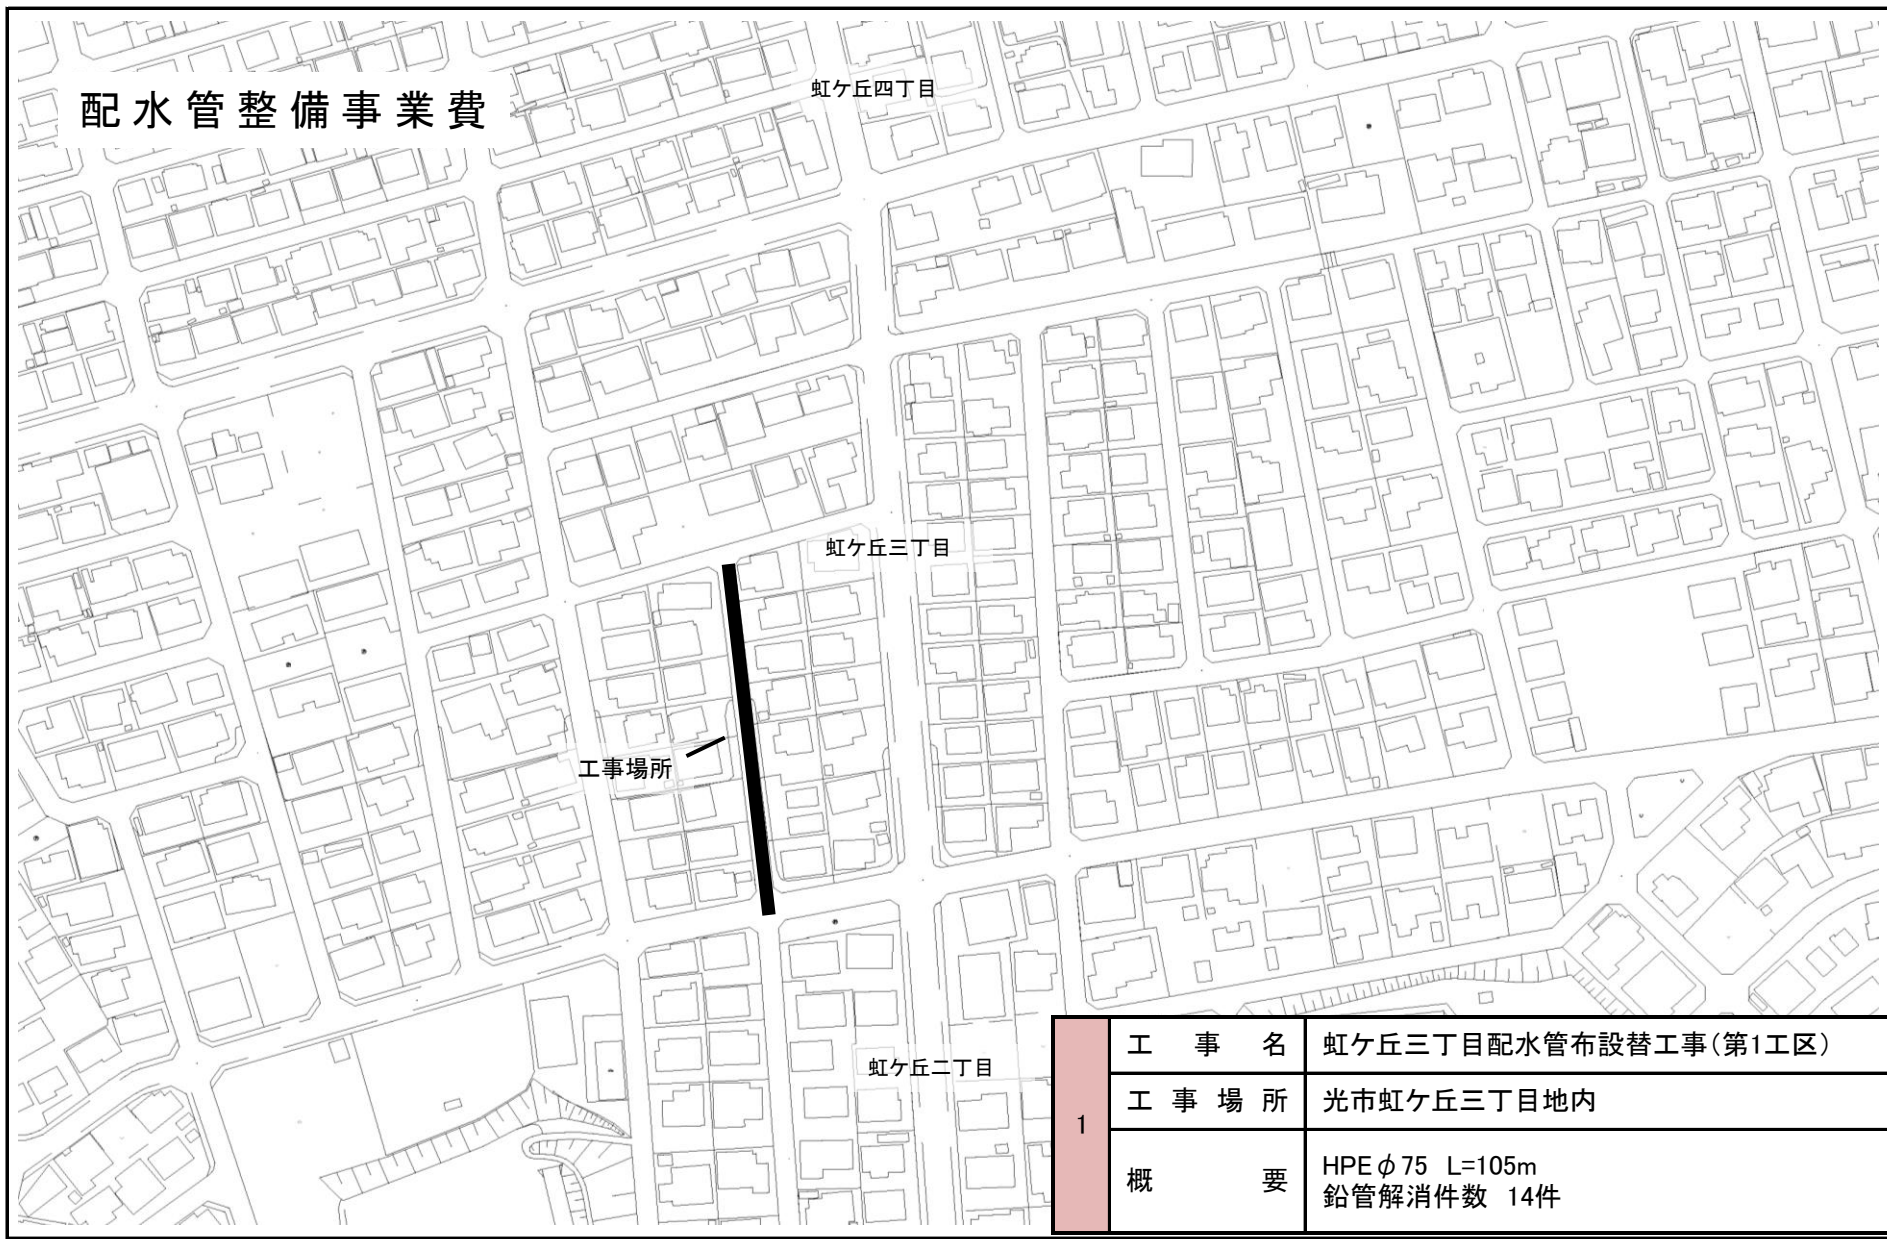 配水管整備事業費
虹ケ丘四丁目
虹ケ丘三丁目
工事場所
虹ケ丘二丁目
1
工事名 虹ケ丘三丁目配水管布設替工事(第1工区)
工事場所 光市虹ケ丘三丁目地内
概要 HPEφ75 L=105m
鉛管解消件数 14件